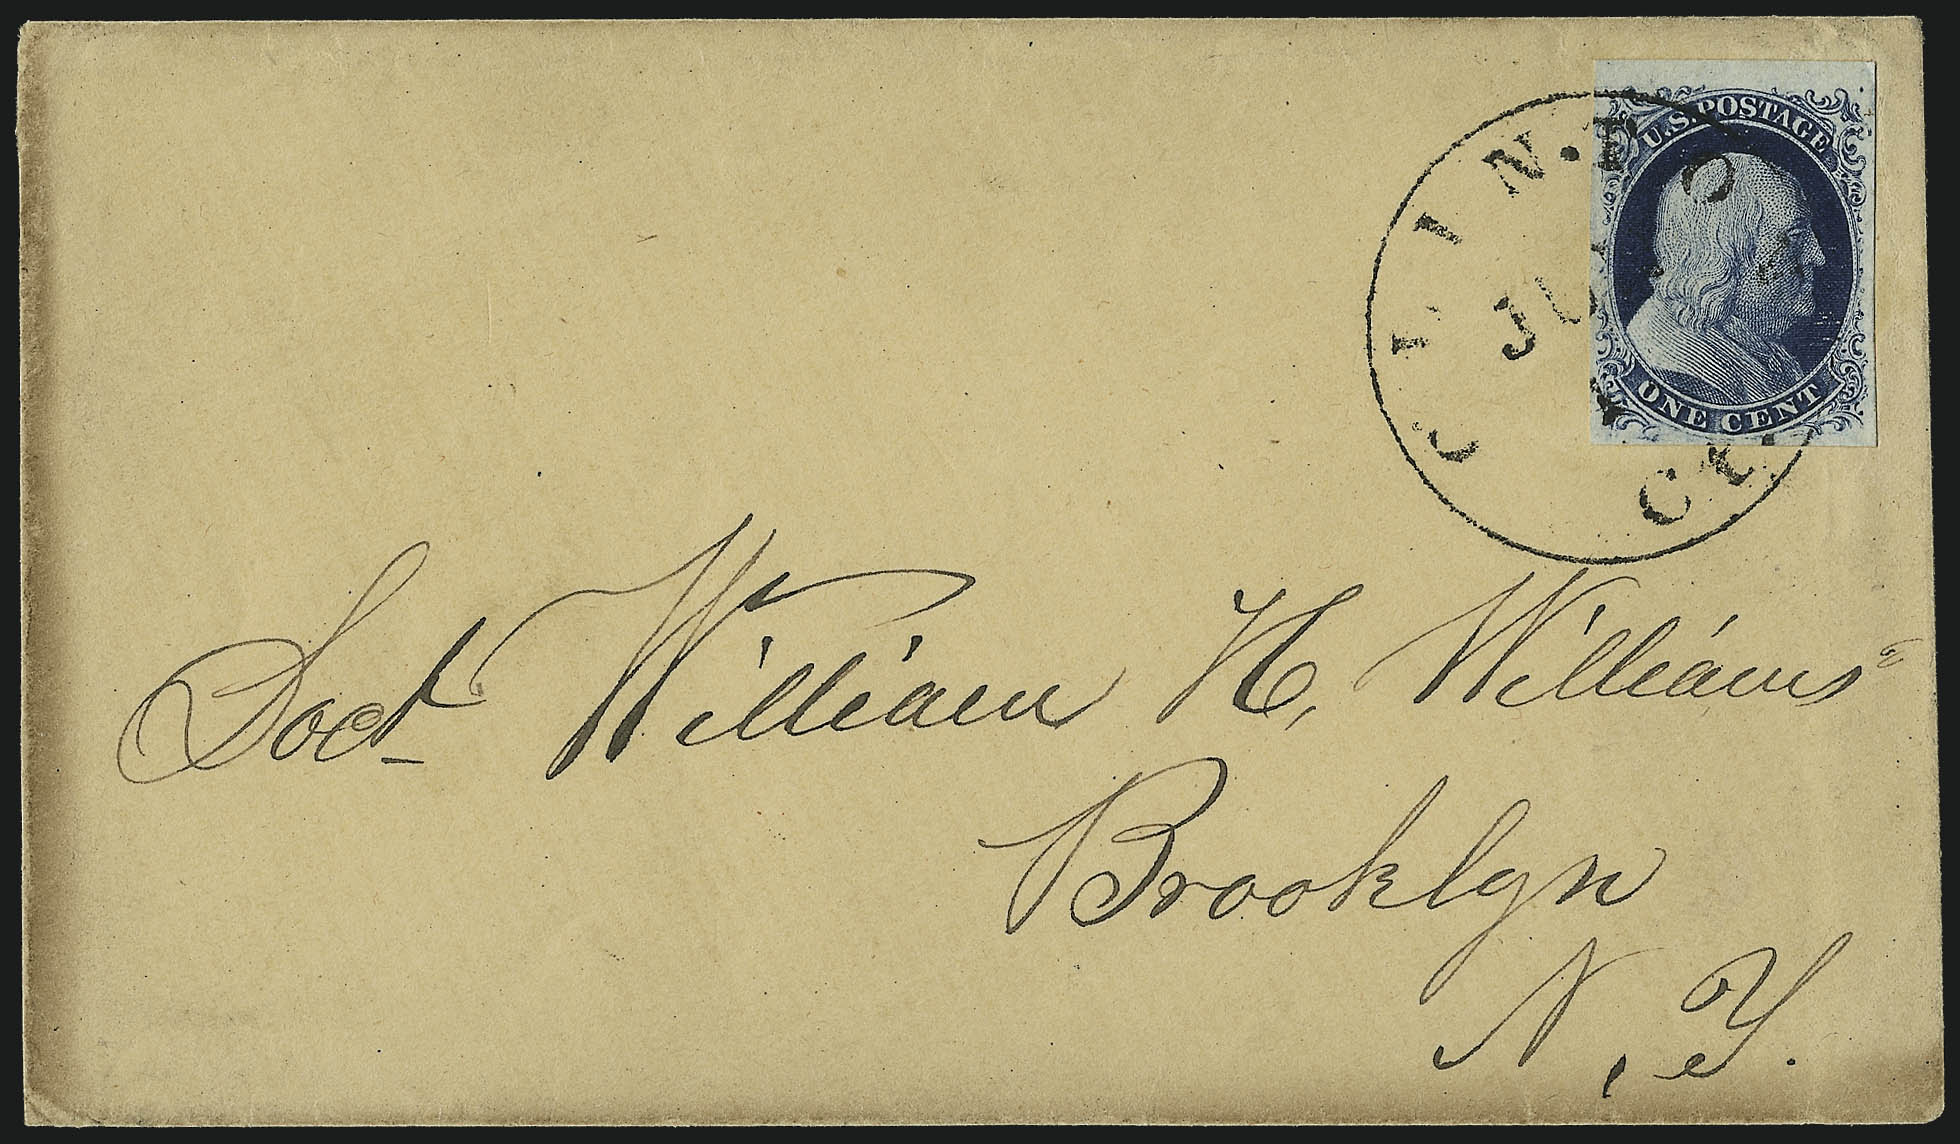 U.S. POSTAGE
ONE CENT
Doct William H, Williams
Brooklyn
N, Y.